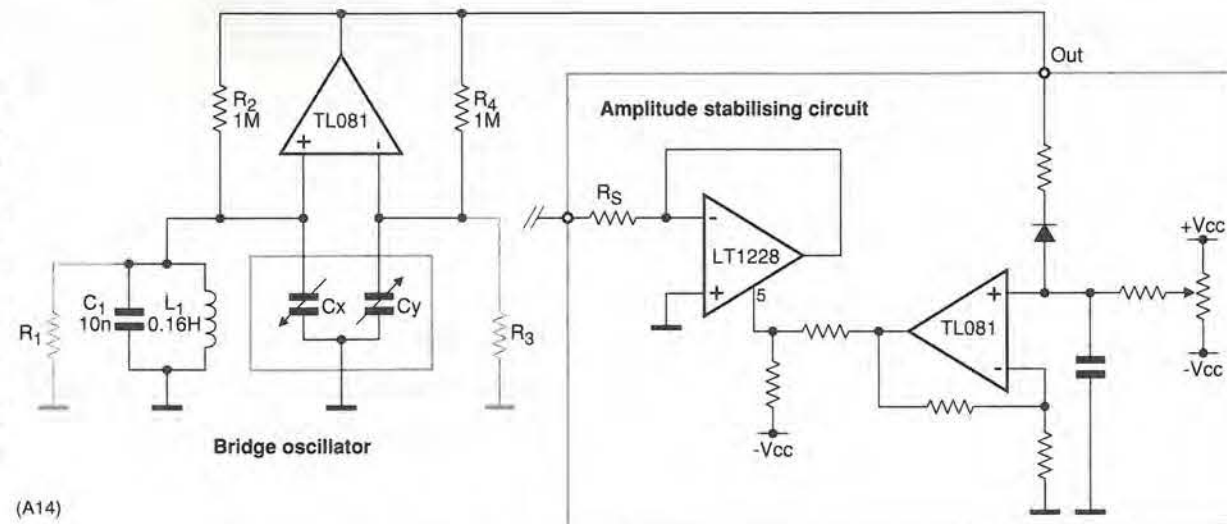 Out
R2
1M
TL081
+
-
R4
1M
Amplitude stabilising circuit
RS
-
LT1228
+
5
+Vcc
+
TL081
-
-Vcc
-Vcc
R1
C1
10n
L1
0.16H
Cx
Cy
R3
Bridge oscillator
(A14)